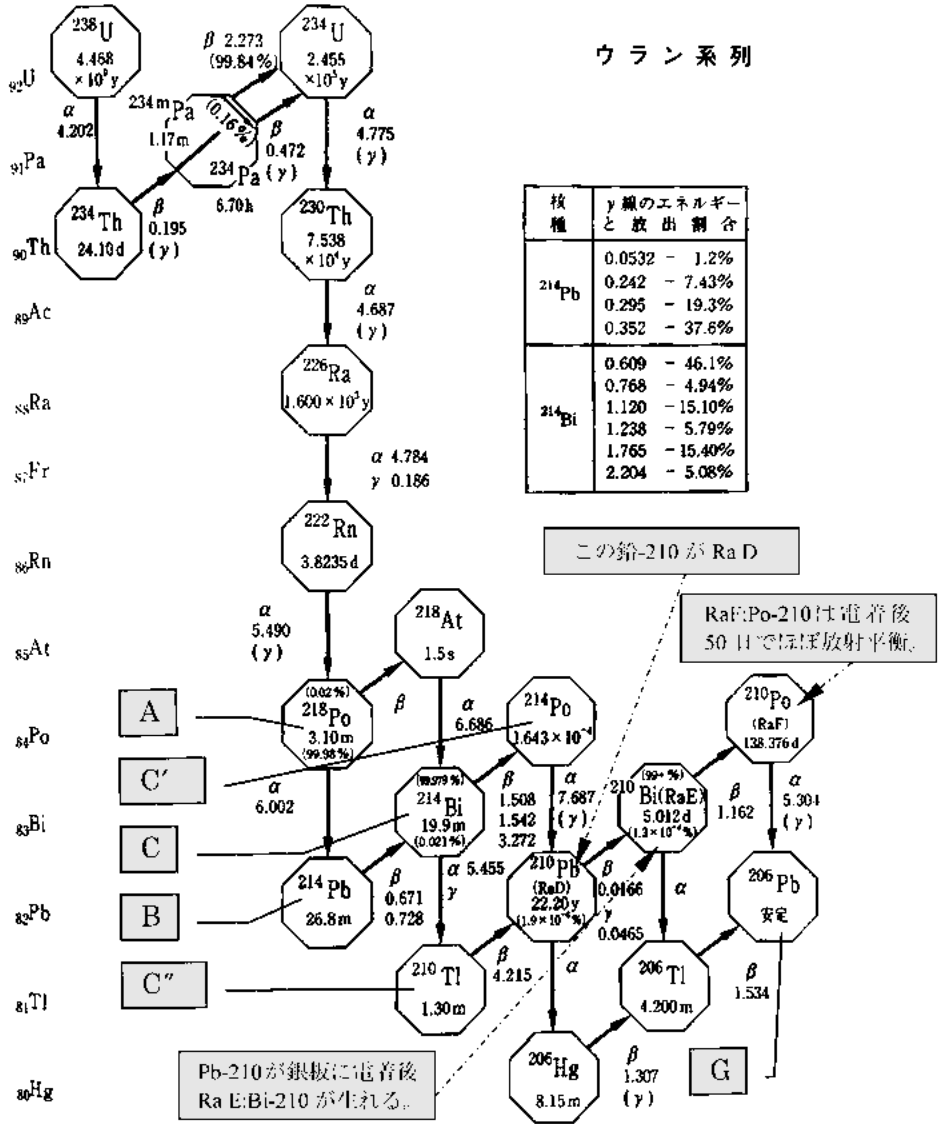 ウラン系列
₉₂U
²³⁸U
4.468
×10⁹y
α
4.202
β 2.273
(99.84%)
²³⁴U
2.455
×10⁵y
₉₁Pa
²³⁴ᵐPa
1.17m
(0.16%)
²³⁴Pa
6.70h
β
0.472
(γ)
α
4.775
(γ)
₉₀Th
²³⁴Th
24.10d
β
0.195
(γ)
²³⁰Th
7.538
×10⁴y
核種
γ線のエネルギーと放出割合
²¹⁴Pb
0.0532 - 1.2%
0.242 - 7.43%
0.295 - 19.3%
0.352 - 37.6%
²¹⁴Bi
0.609 - 46.1%
0.768 - 4.94%
1.120 - 15.10%
1.238 - 5.79%
1.765 - 15.40%
2.204 - 5.08%
₈₉Ac
α
4.687
(γ)
₈₈Ra
²²⁶Ra
1.600×10³y
₈₇Fr
α 4.784
γ 0.186
₈₆Rn
²²²Rn
3.8235d
この鉛-210 が Ra D
RaF:Po-210は電着後
50日でほぼ放射平衡。
₈₅At
α
5.490
(γ)
²¹⁸At
1.5s
₈₄Po
A
(0.02%)
²¹⁸Po
3.10m
(99.98%)
β
α
6.686
²¹⁴Po
1.643×10⁻⁴
²¹⁰Po
(RaF)
138.376d
C′
₈₃Bi
α
6.002
(99.979%)
²¹⁴Bi
19.9m
(0.021%)
β
1.508
1.542
3.272
α
7.687
(γ)
(99+%)
²¹⁰Bi(RaE)
5.012d
(1.3×10⁻⁴%)
β
1.162
α
5.304
(γ)
C
₈₂Pb
B
²¹⁴Pb
26.8m
β
0.671
0.728
α 5.455
γ
²¹⁰Pb
(RaD)
22.20y
(1.9×10⁻⁶%)
β
0.0166
γ
0.0465
α
²⁰⁶Pb
安定
C″
₈₁Tl
²¹⁰Tl
1.30m
β
4.215
α
²⁰⁶Tl
4.200m
β
1.534
₈₀Hg
Pb-210が銀板に電着後
Ra E:Bi-210 が生れる。
²⁰⁶Hg
8.15m
β
1.307
(γ)
G